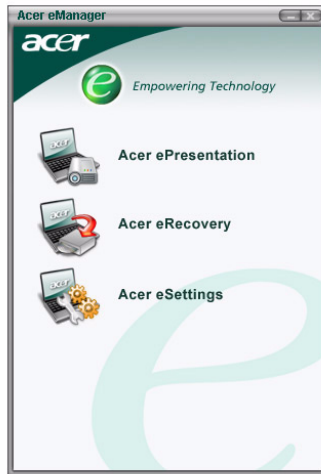 Acer eManager
acer
e Empowering Technology
Acer ePresentation
Acer eRecovery
Acer eSettings
e